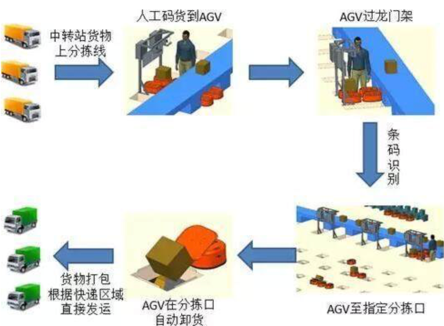 人工码货到AGV
AGV过龙门架
中转站货物
上分拣线
条码识别
货物打包
根据快递区域
直接发运
AGV在分拣口
自动卸货
AGV至指定分拣口